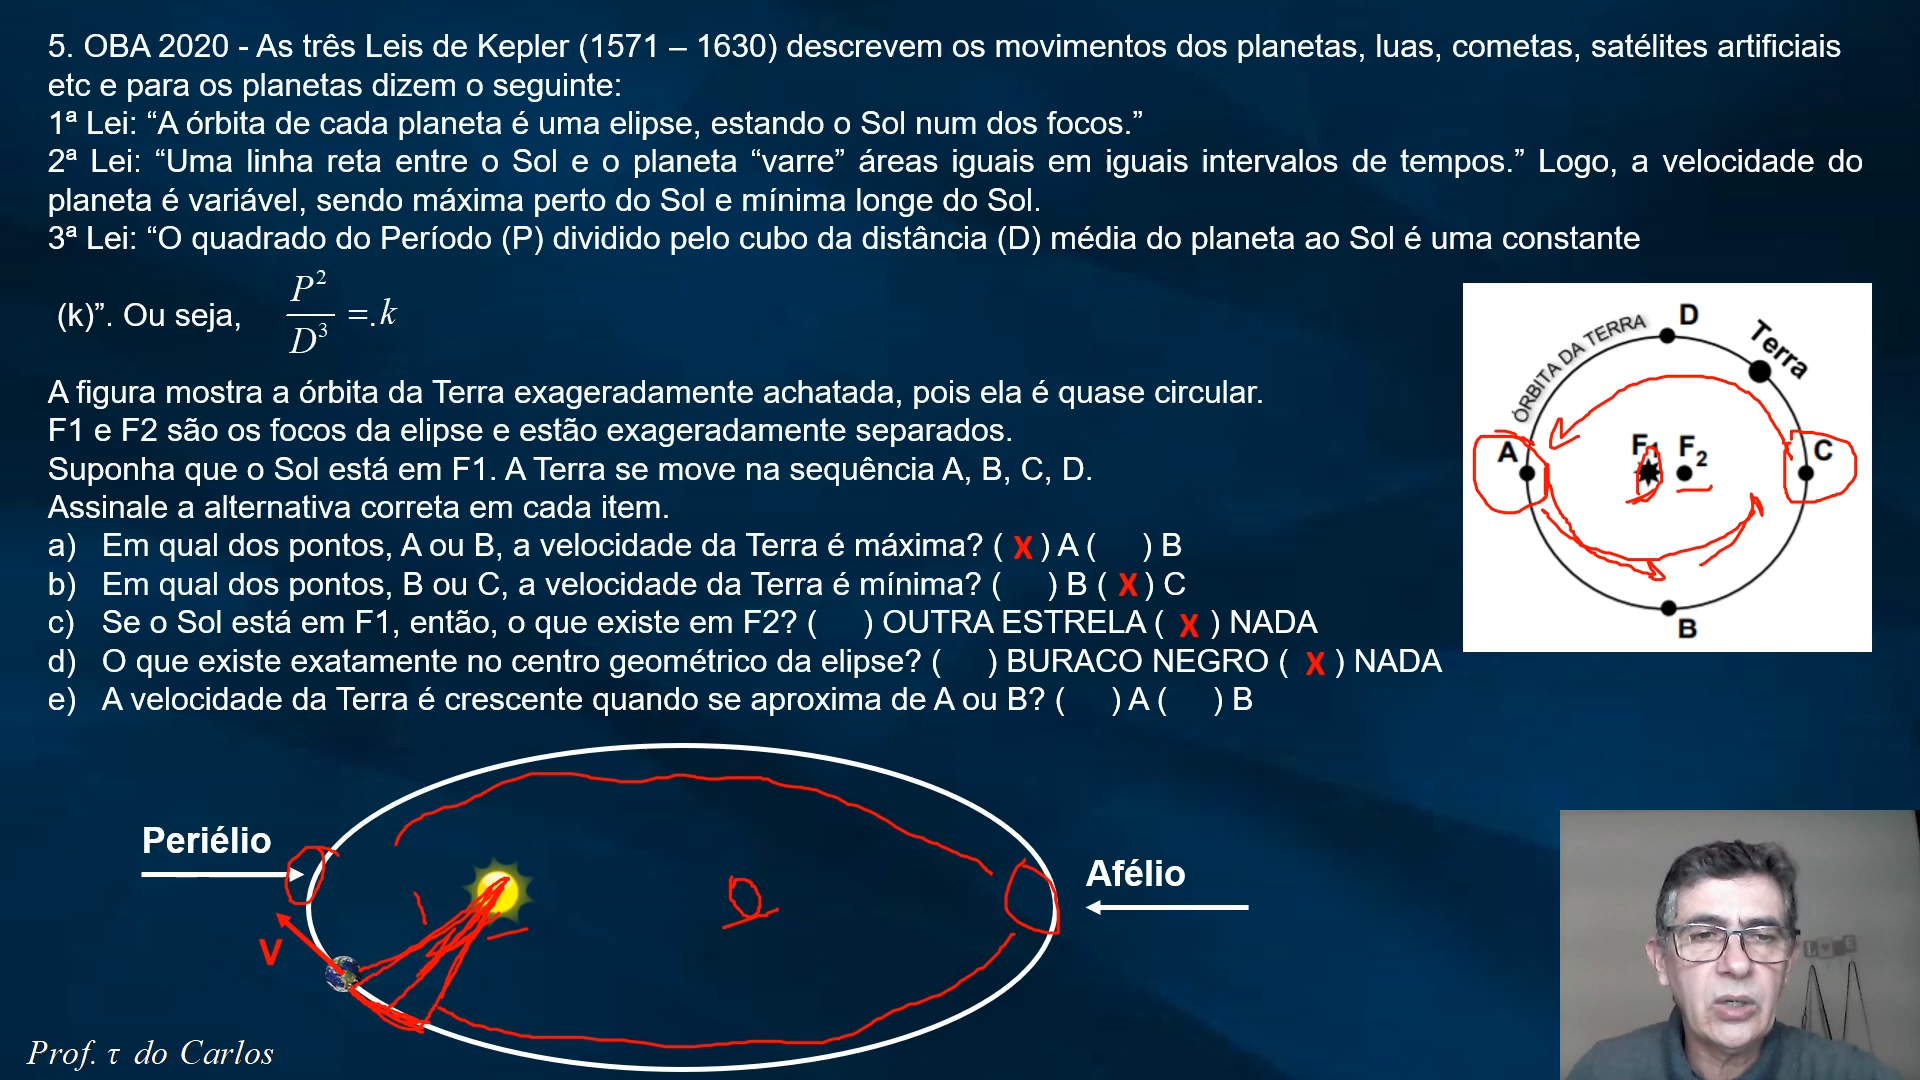 5. OBA 2020 - As três Leis de Kepler (1571 – 1630) descrevem os movimentos dos planetas, luas, cometas, satélites artificiais
etc e para os planetas dizem o seguinte:
1ª Lei: “A órbita de cada planeta é uma elipse, estando o Sol num dos focos.”
2ª Lei: “Uma linha reta entre o Sol e o planeta “varre” áreas iguais em iguais intervalos de tempos.” Logo, a velocidade do
planeta é variável, sendo máxima perto do Sol e mínima longe do Sol.
3ª Lei: “O quadrado do Período (P) dividido pelo cubo da distância (D) média do planeta ao Sol é uma constante
(k)”. Ou seja, P²/D³ =.k
A figura mostra a órbita da Terra exageradamente achatada, pois ela é quase circular.
F1 e F2 são os focos da elipse e estão exageradamente separados.
Suponha que o Sol está em F1. A Terra se move na sequência A, B, C, D.
Assinale a alternativa correta em cada item.
a) Em qual dos pontos, A ou B, a velocidade da Terra é máxima? ( X ) A ( ) B
b) Em qual dos pontos, B ou C, a velocidade da Terra é mínima? ( ) B ( X ) C
c) Se o Sol está em F1, então, o que existe em F2? ( ) OUTRA ESTRELA ( X ) NADA
d) O que existe exatamente no centro geométrico da elipse? ( ) BURACO NEGRO ( X ) NADA
e) A velocidade da Terra é crescente quando se aproxima de A ou B? ( ) A ( ) B
D
Terra
ÓRBITA DA TERRA
A
F1
F2
C
B
Periélio
Afélio
V
Prof. τ do Carlos